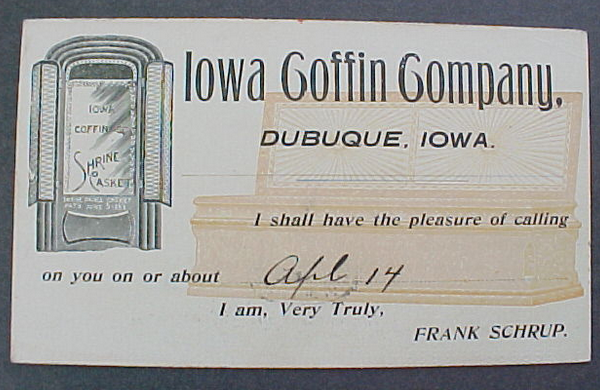 Iowa Coffin Company,
DUBUQUE, IOWA.
IOWA
COFFIN
SHRINE
CASKET
I shall have the pleasure of calling
on you on or about Apl 14
I am, Very Truly,
FRANK SCHRUP.